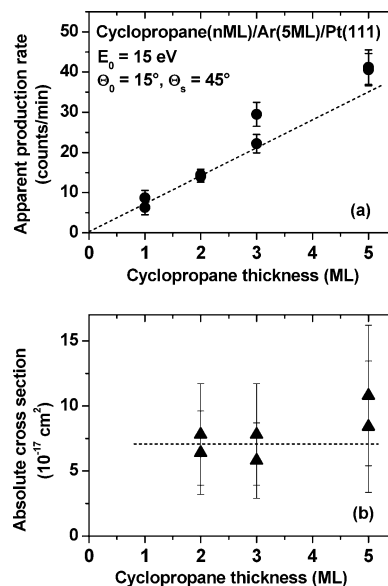 Cyclopropane(nML)/Ar(5ML)/Pt(111)
E0 = 15 eV
Θ0 = 15°, Θs = 45°
Apparent production rate
(counts/min)
50
40
30
20
10
0
(a)
0 1 2 3 4 5
Cyclopropane thickness (ML)
Absolute cross section
(10-17 cm2)
15
10
5
0
(b)
0 1 2 3 4 5
Cyclopropane thickness (ML)